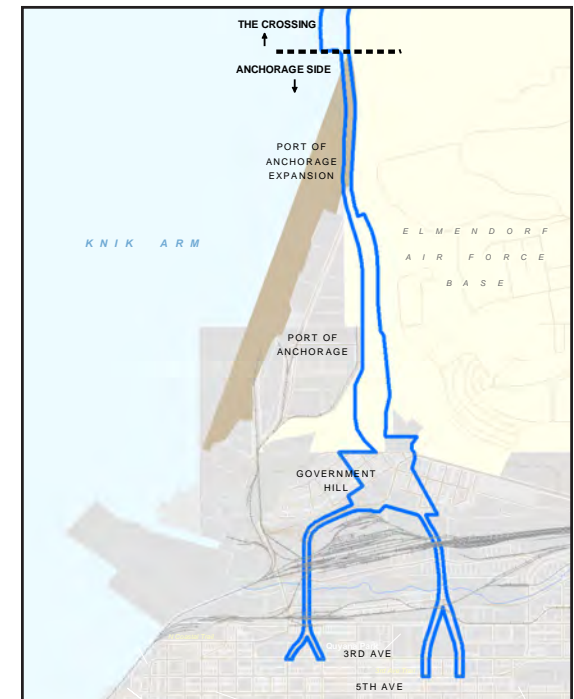 THE CROSSING
ANCHORAGE SIDE
PORT OF
ANCHORAGE
EXPANSION
KNIK ARM
ELMENDORF
AIR FORCE
BASE
PORT OF
ANCHORAGE
GOVERNMENT
HILL
3RD AVE
5TH AVE